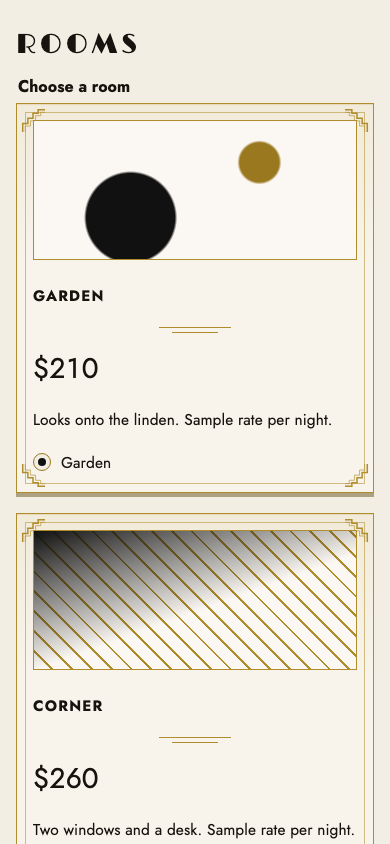 ROOMS
Choose a room
GARDEN
$210
Looks onto the linden. Sample rate per night.
Garden
CORNER
$260
Two windows and a desk. Sample rate per night.